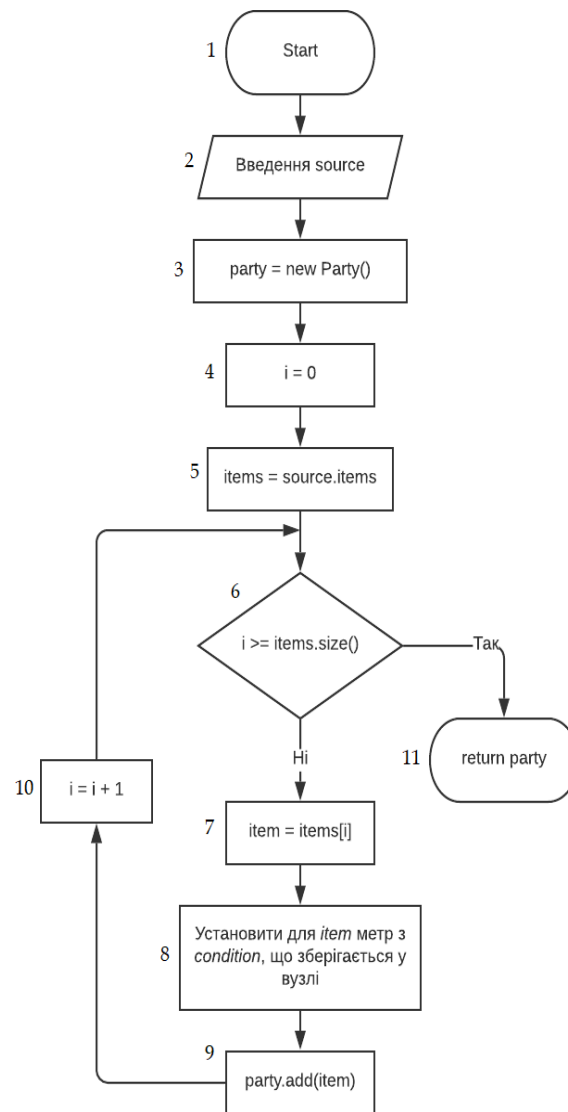 1
Start
2
Введення source
3
party = new Party()
4
i = 0
5
items = source.items
6
i >= items.size()
Так
Ні
11
return party
10
i = i + 1
7
item = items[i]
8
Установити для item метр з
condition, що зберігається у
вузлі
9
party.add(item)